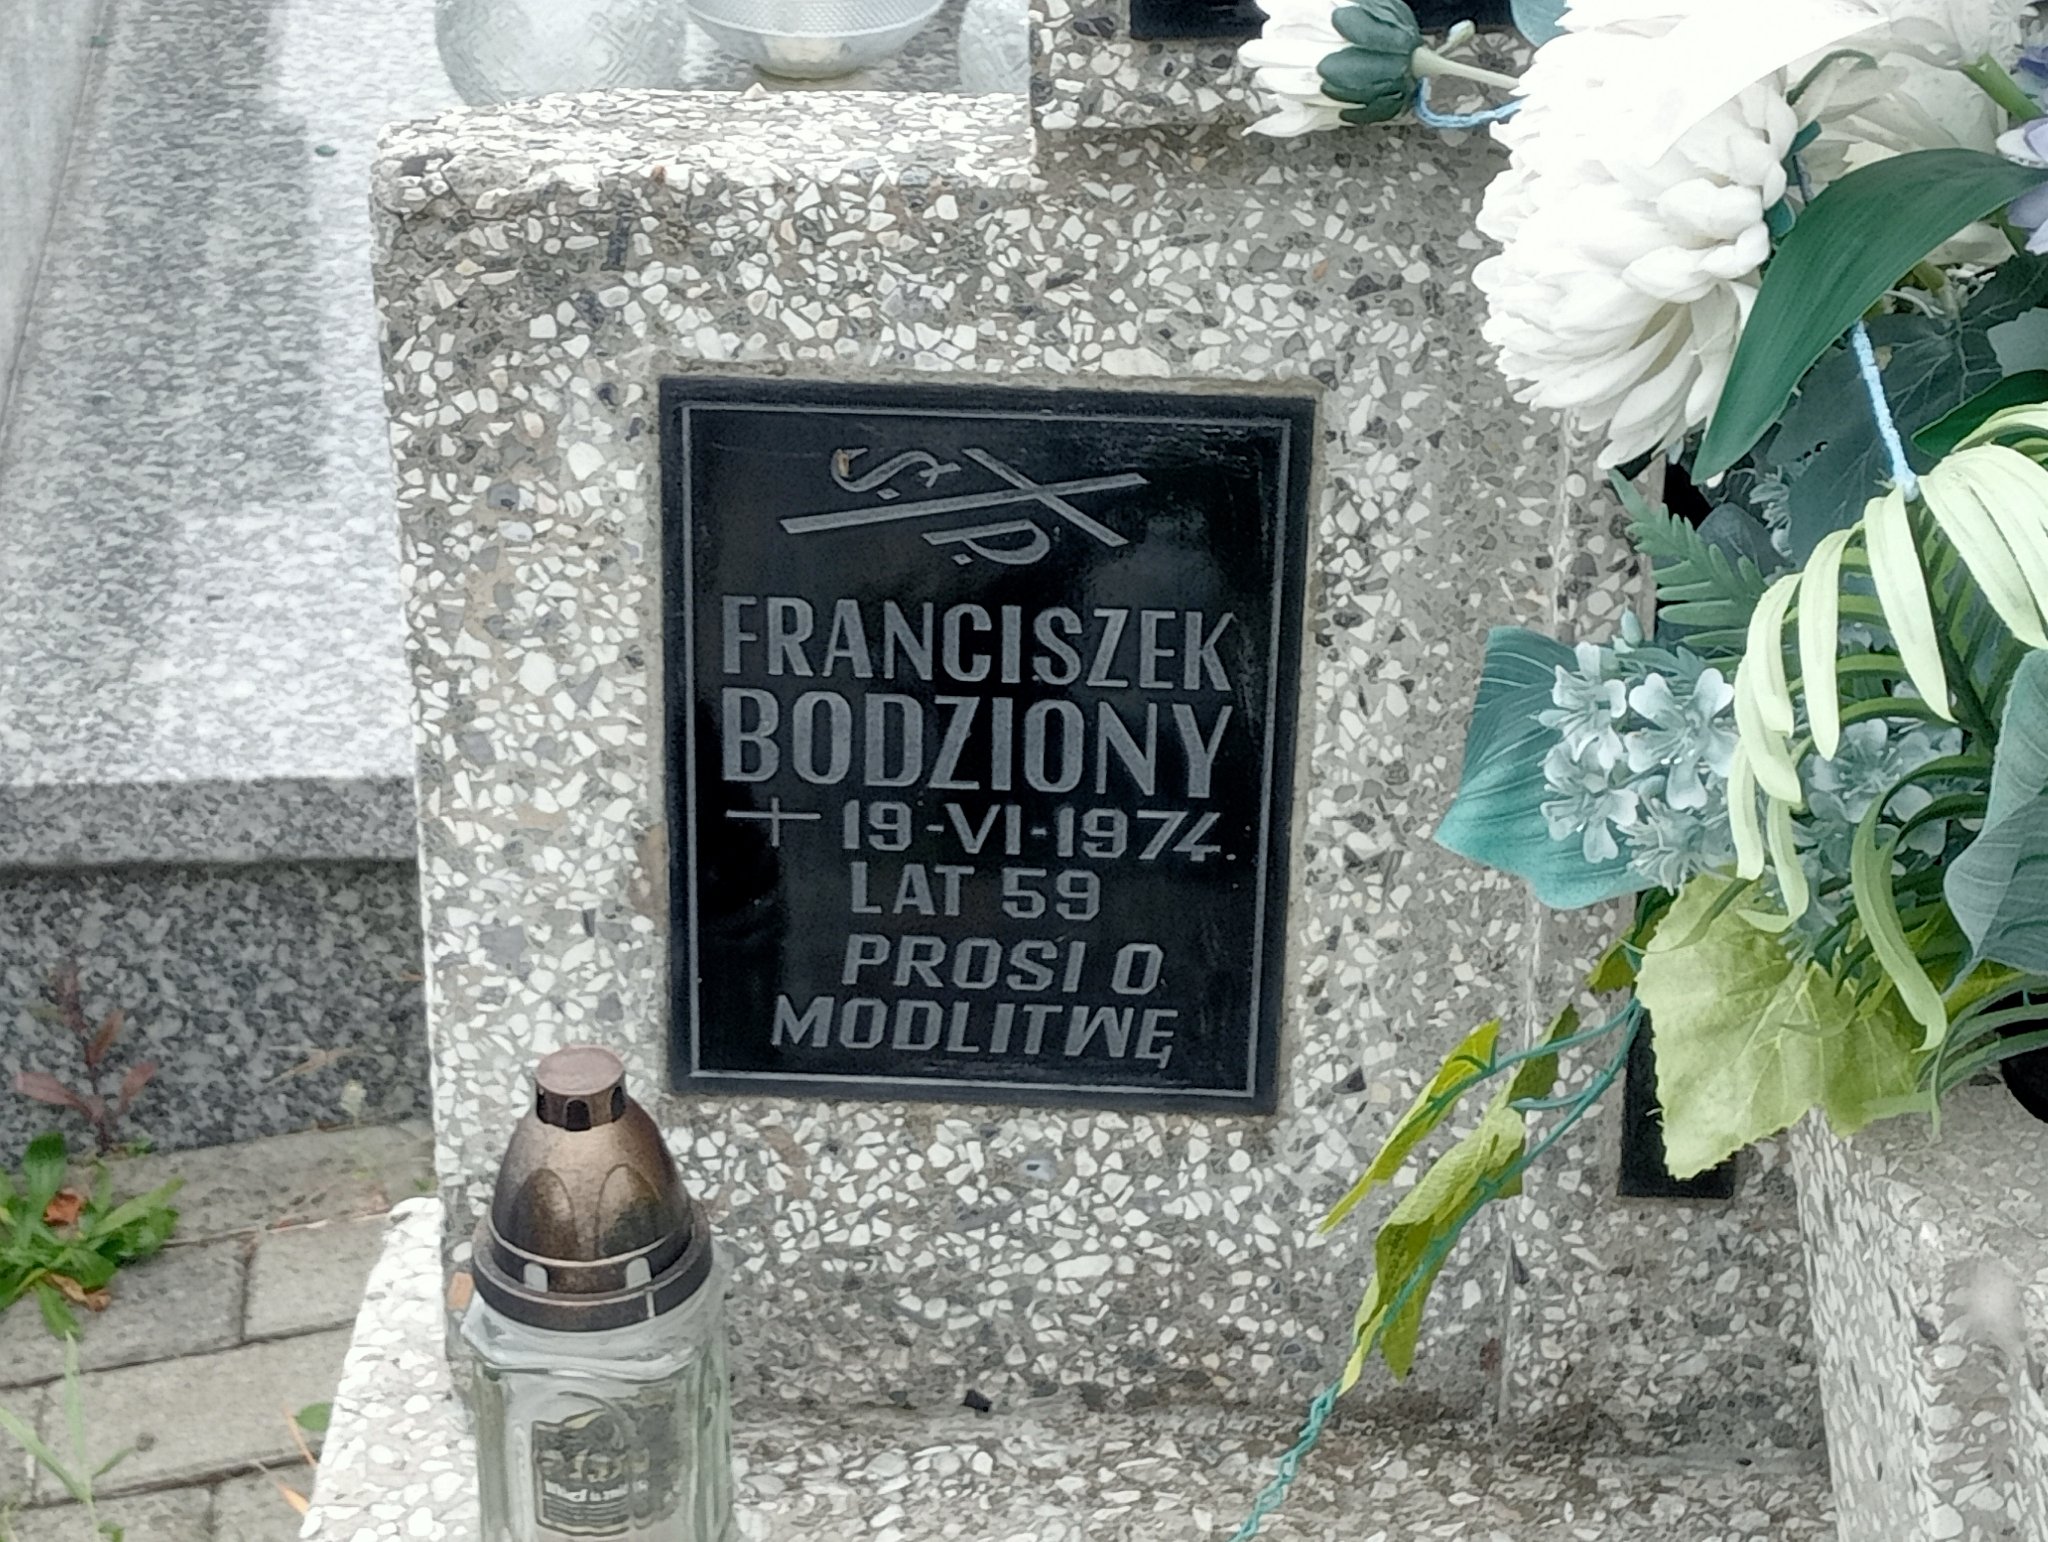 Ś. P.
FRANCISZEK
BODZIONY
+ 19-VI-1974.
LAT 59
PROSI O
MODLITWĘ